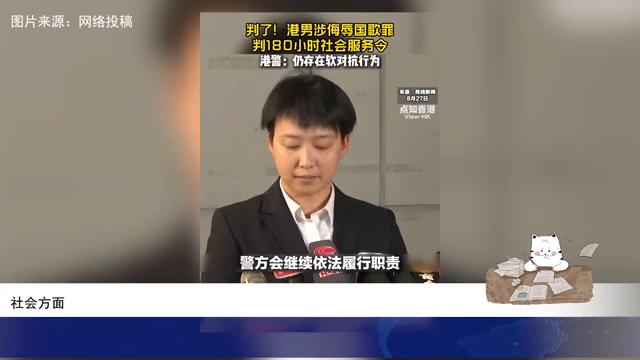 图片来源：网络投稿
判了！港男涉侮辱国歌罪
判180小时社会服务令
港警：仍存在软对抗行为
来源：有线新闻
8月27日
点知香港
View-HK
警方会继续依法履行职责
社会方面